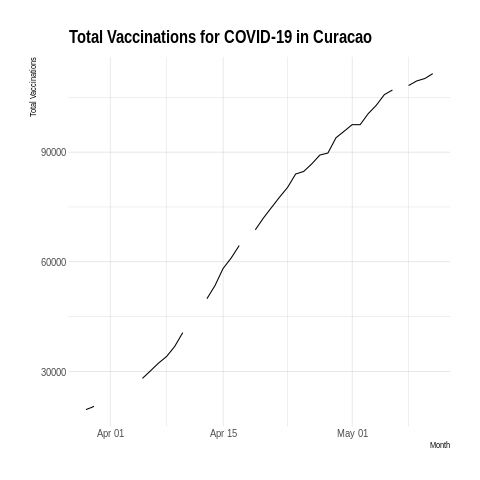 Total Vaccinations for COVID-19 in Curacao
Total Vaccinations
90000
60000
30000
Apr 01
Apr 15
May 01
Month